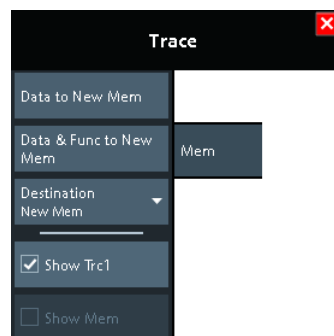 Trace
Data to New Mem
Data & Func to New
Mem
Mem
Destination
New Mem
Show Trc1
Show Mem